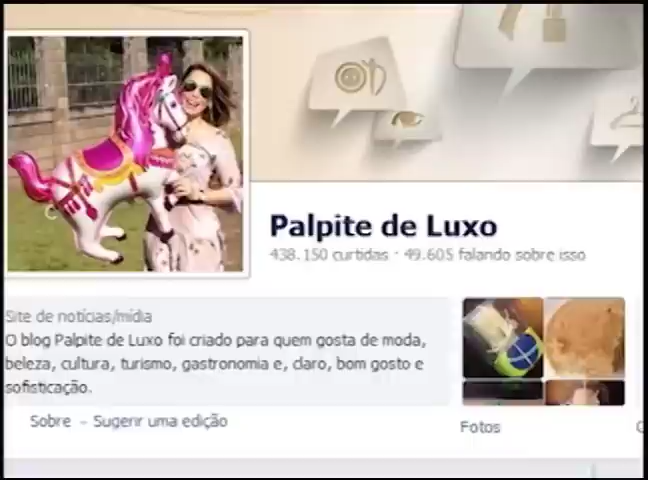 Palpite de Luxo
438.150 curtidas · 49.605 falando sobre isso
Site de notícias/mídia
O blog Palpite de Luxo foi criado para quem gosta de moda,
beleza, cultura, turismo, gastronomia e, claro, bom gosto e
sofisticação.
Sobre – Sugerir uma edição
Fotos